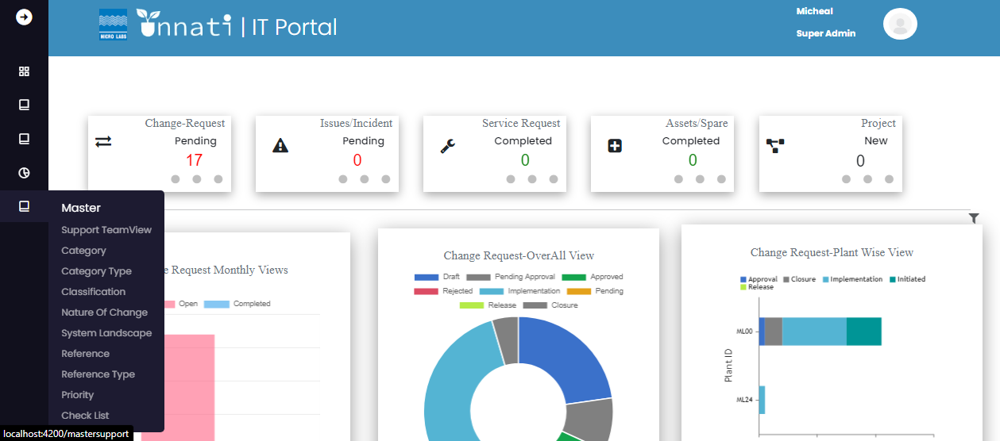 Micheal
Super Admin
MICRO LABS
unnati | IT Portal
Change-Request
Pending
17
Issues/Incident
Pending
0
Service Request
Completed
0
Assets/Spare
Completed
0
Project
New
0
Master
Support TeamView
Category
Category Type
Classification
Nature Of Change
System Landscape
Reference
Reference Type
Priority
Check List
localhost:4200/mastersupport
e Request Monthly Views
Open Completed
Change Request-OverAll View
Draft Pending Approval Approved
Rejected Implementation Pending
Release Closure
Change Request-Plant Wise View
Approval Closure Implementation Initiated
Release
Plant ID
ML00
ML24